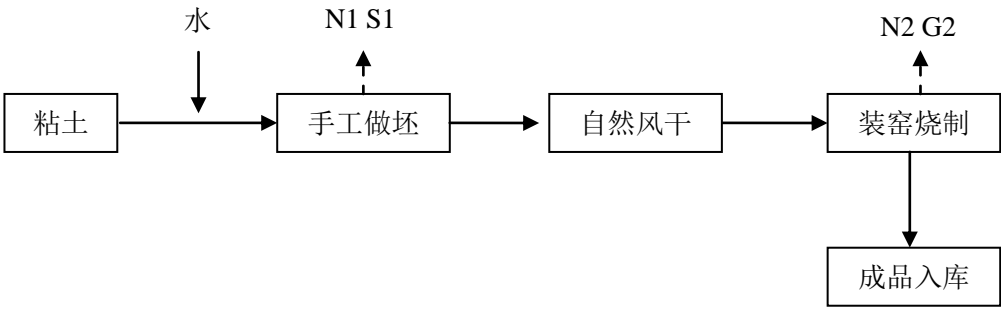 水
N1 S1
N2 G2
粘土
手工做坯
自然风干
装窑烧制
成品入库